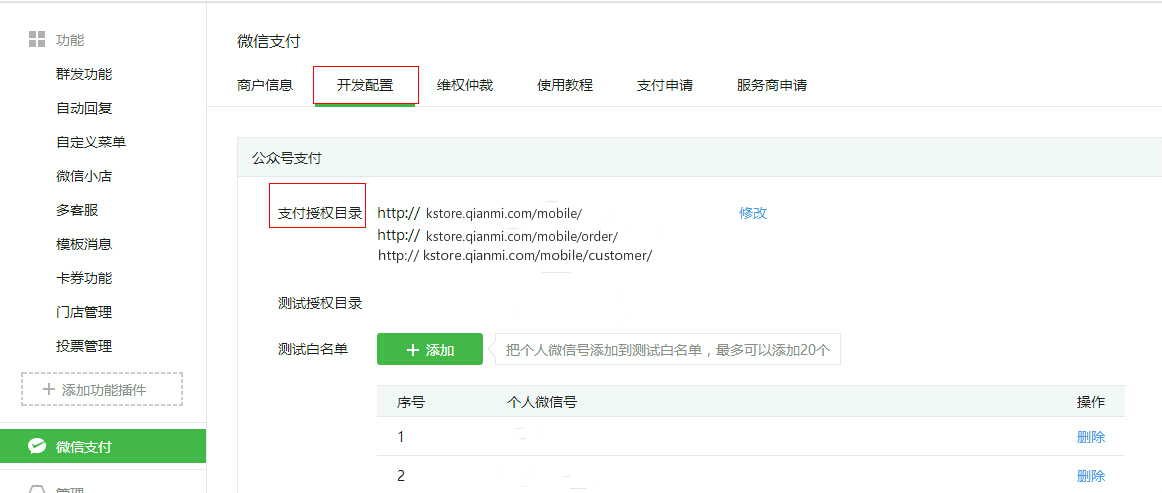 功能
群发功能
自动回复
自定义菜单
微信小店
多客服
模板消息
卡券功能
门店管理
投票管理
+ 添加功能插件
微信支付
管理
微信支付
商户信息 开发配置 维权仲裁 使用教程 支付申请 服务商申请
公众号支付
支付授权目录 http:// kstore.qianmi.com/mobile/ 修改
http:// kstore.qianmi.com/mobile/order/
http:// kstore.qianmi.com/mobile/customer/
测试授权目录
测试白名单 + 添加 把个人微信号添加到测试白名单，最多可以添加20个
序号 个人微信号 操作
1 删除
2 删除